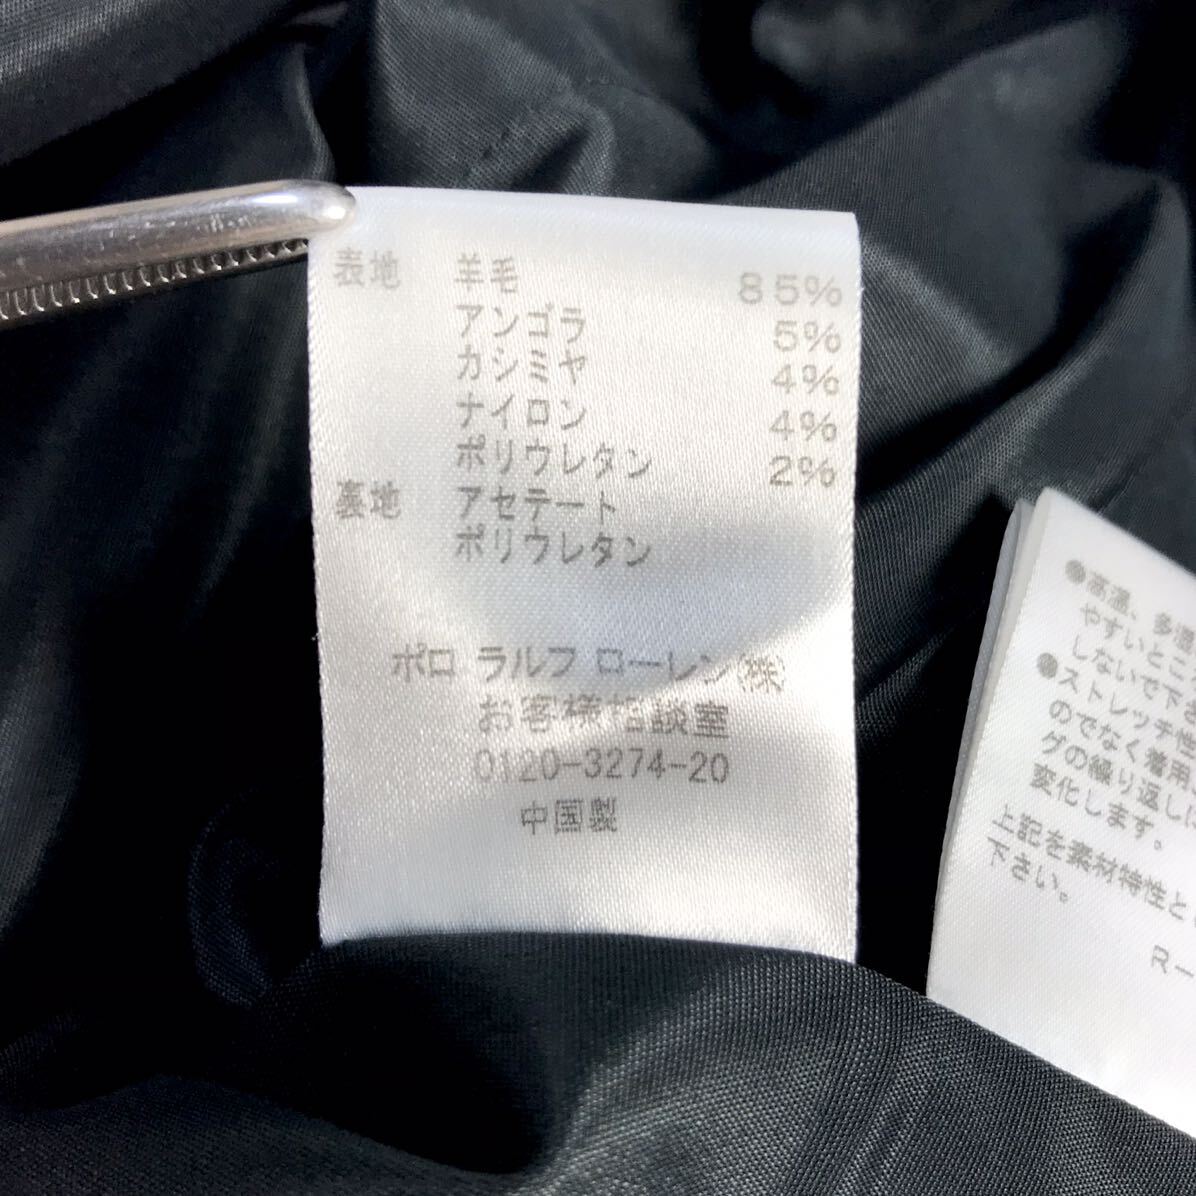 表地 羊毛 85%
アンゴラ 5%
カシミヤ 4%
ナイロン 4%
ポリウレタン 2%
裏地 アセテート
ポリウレタン
ポロ ラルフ ローレン(株)
お客様相談室
0120-3274-20
中国製
●高温、多湿
やすいとこ
しないで下さ
●ストレッチ性
のでなく着用
グの繰り返しに
変化します。
上記を素材特性と
下さい。
R-